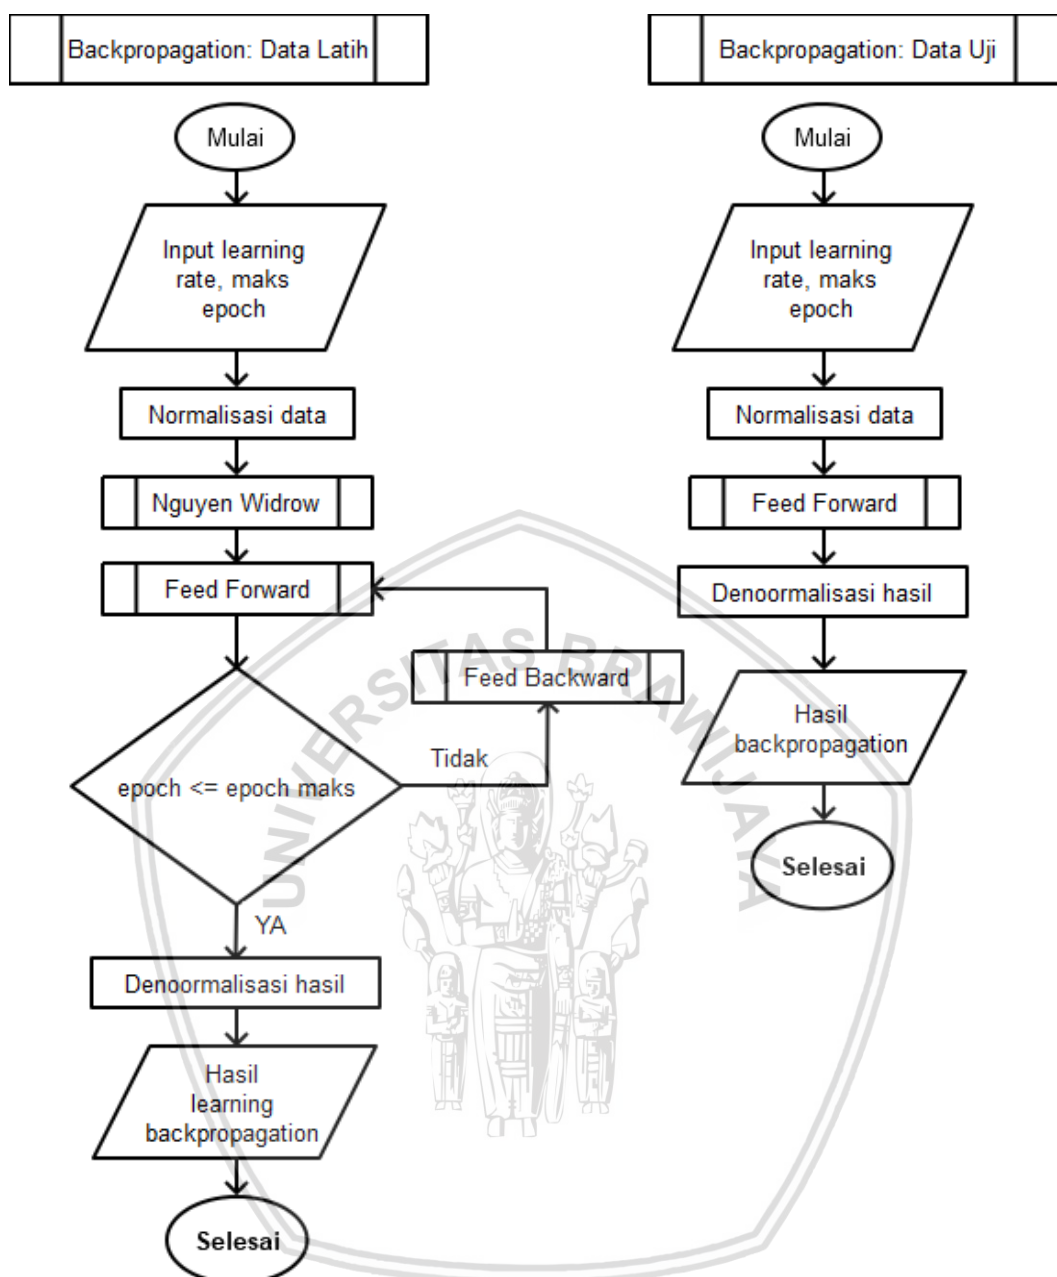 Backpropagation: Data Latih
Mulai
Input learning
rate, maks
epoch
Normalisasi data
Nguyen Widrow
Feed Forward
Feed Backward
Tidak
epoch <= epoch maks
YA
Denoormalisasi hasil
Hasil
learning
backpropagation
Selesai
Backpropagation: Data Uji
Mulai
Input learning
rate, maks
epoch
Normalisasi data
Feed Forward
Denoormalisasi hasil
Hasil
backpropagation
Selesai
UNIVERSITAS BRAWIJAYA